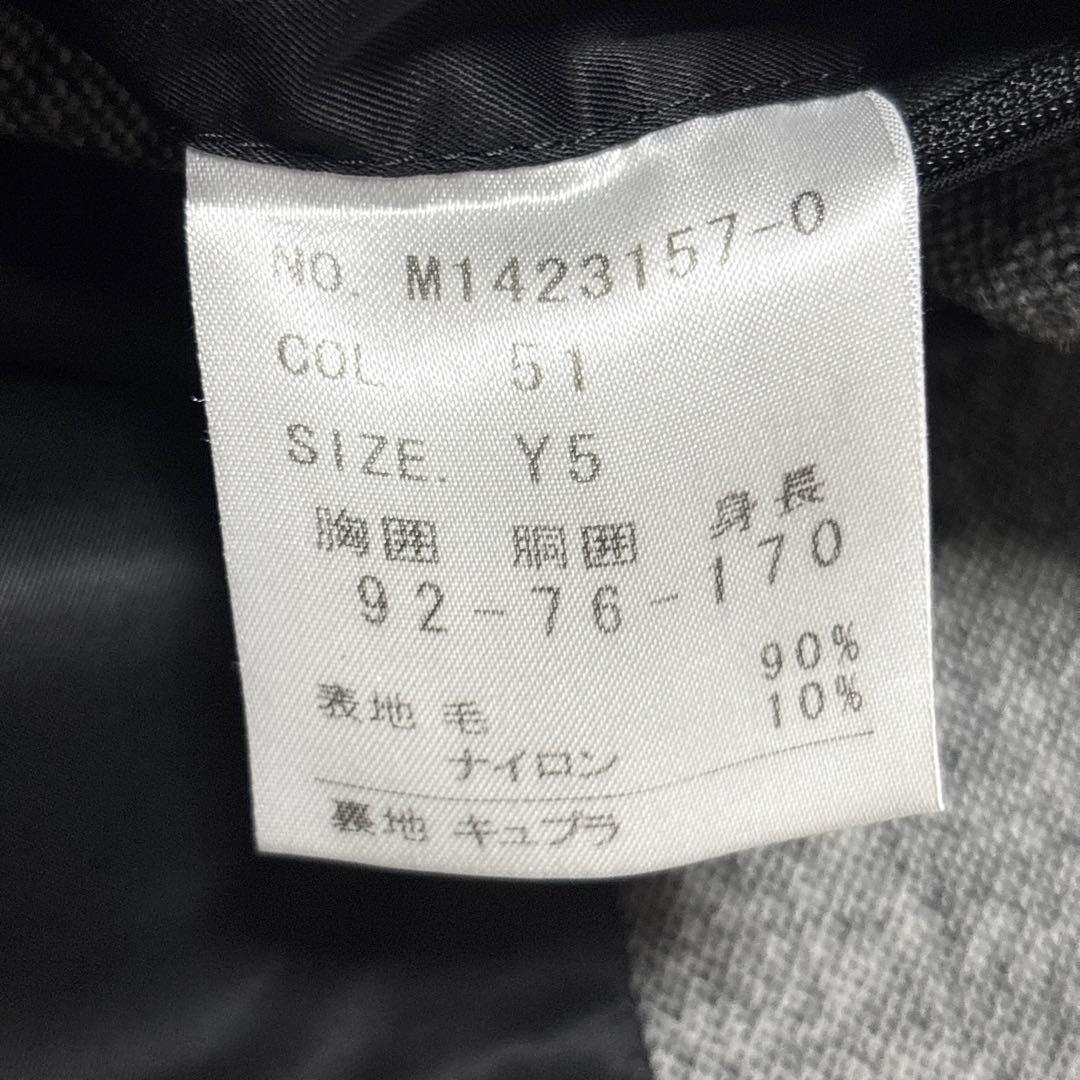 NO. M1423157-0
COL. 51
SIZE. Y5
胸囲 胴囲 身長
92-76-170
表地 毛 90%
ナイロン 10%
裏地 キュプラ